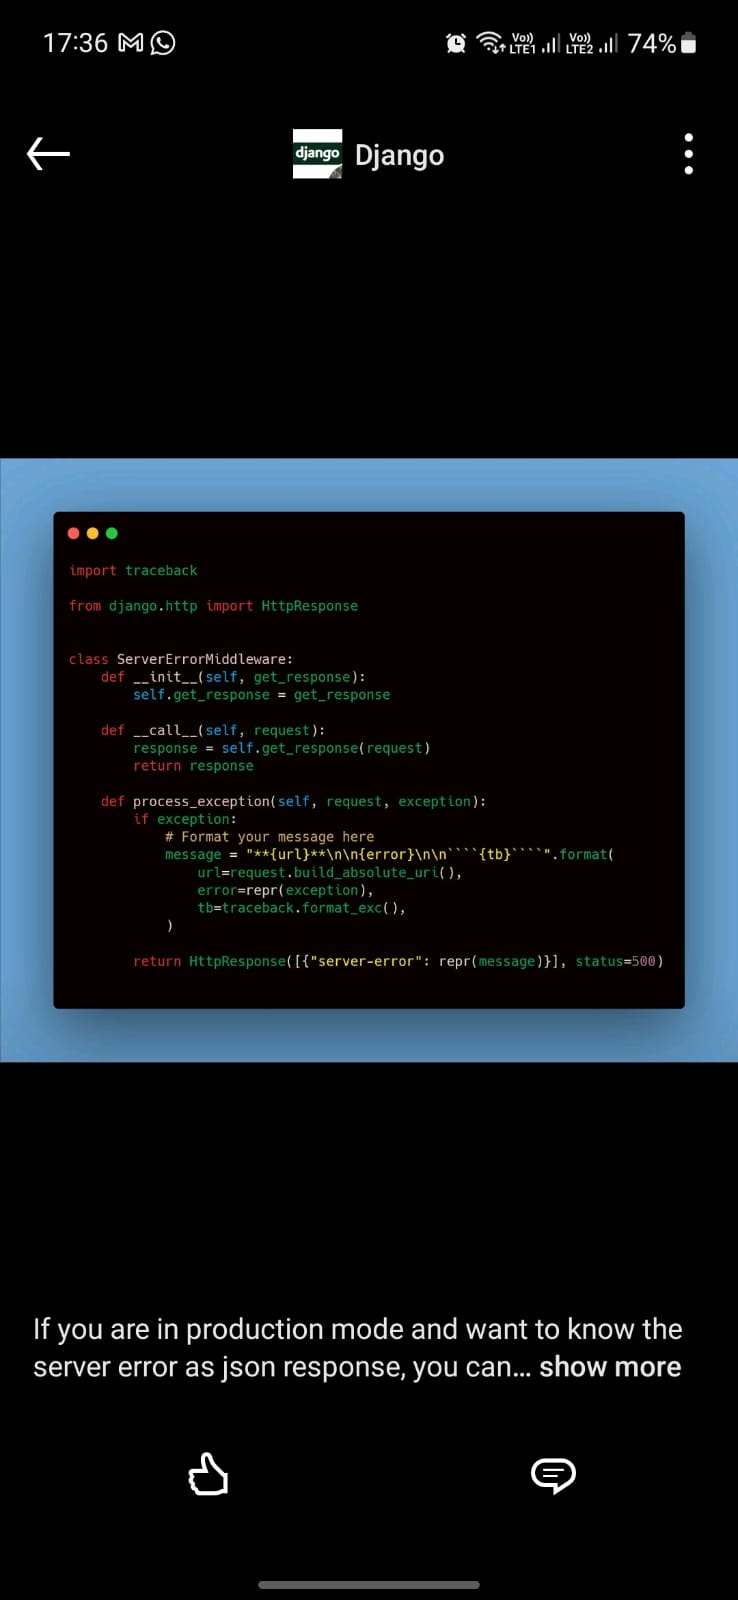 17:36
Vo)) LTE1 Vo)) LTE2 74%
django Django
import traceback
from django.http import HttpResponse
class ServerErrorMiddleware:
    def __init__(self, get_response):
        self.get_response = get_response
    def __call__(self, request):
        response = self.get_response(request)
        return response
    def process_exception(self, request, exception):
        if exception:
            # Format your message here
            message = "**{url}**\n\n{error}\n\n````{tb}````".format(
                url=request.build_absolute_uri(),
                error=repr(exception),
                tb=traceback.format_exc(),
            )
        return HttpResponse([{"server-error": repr(message)}], status=500)
If you are in production mode and want to know the
server error as json response, you can... show more